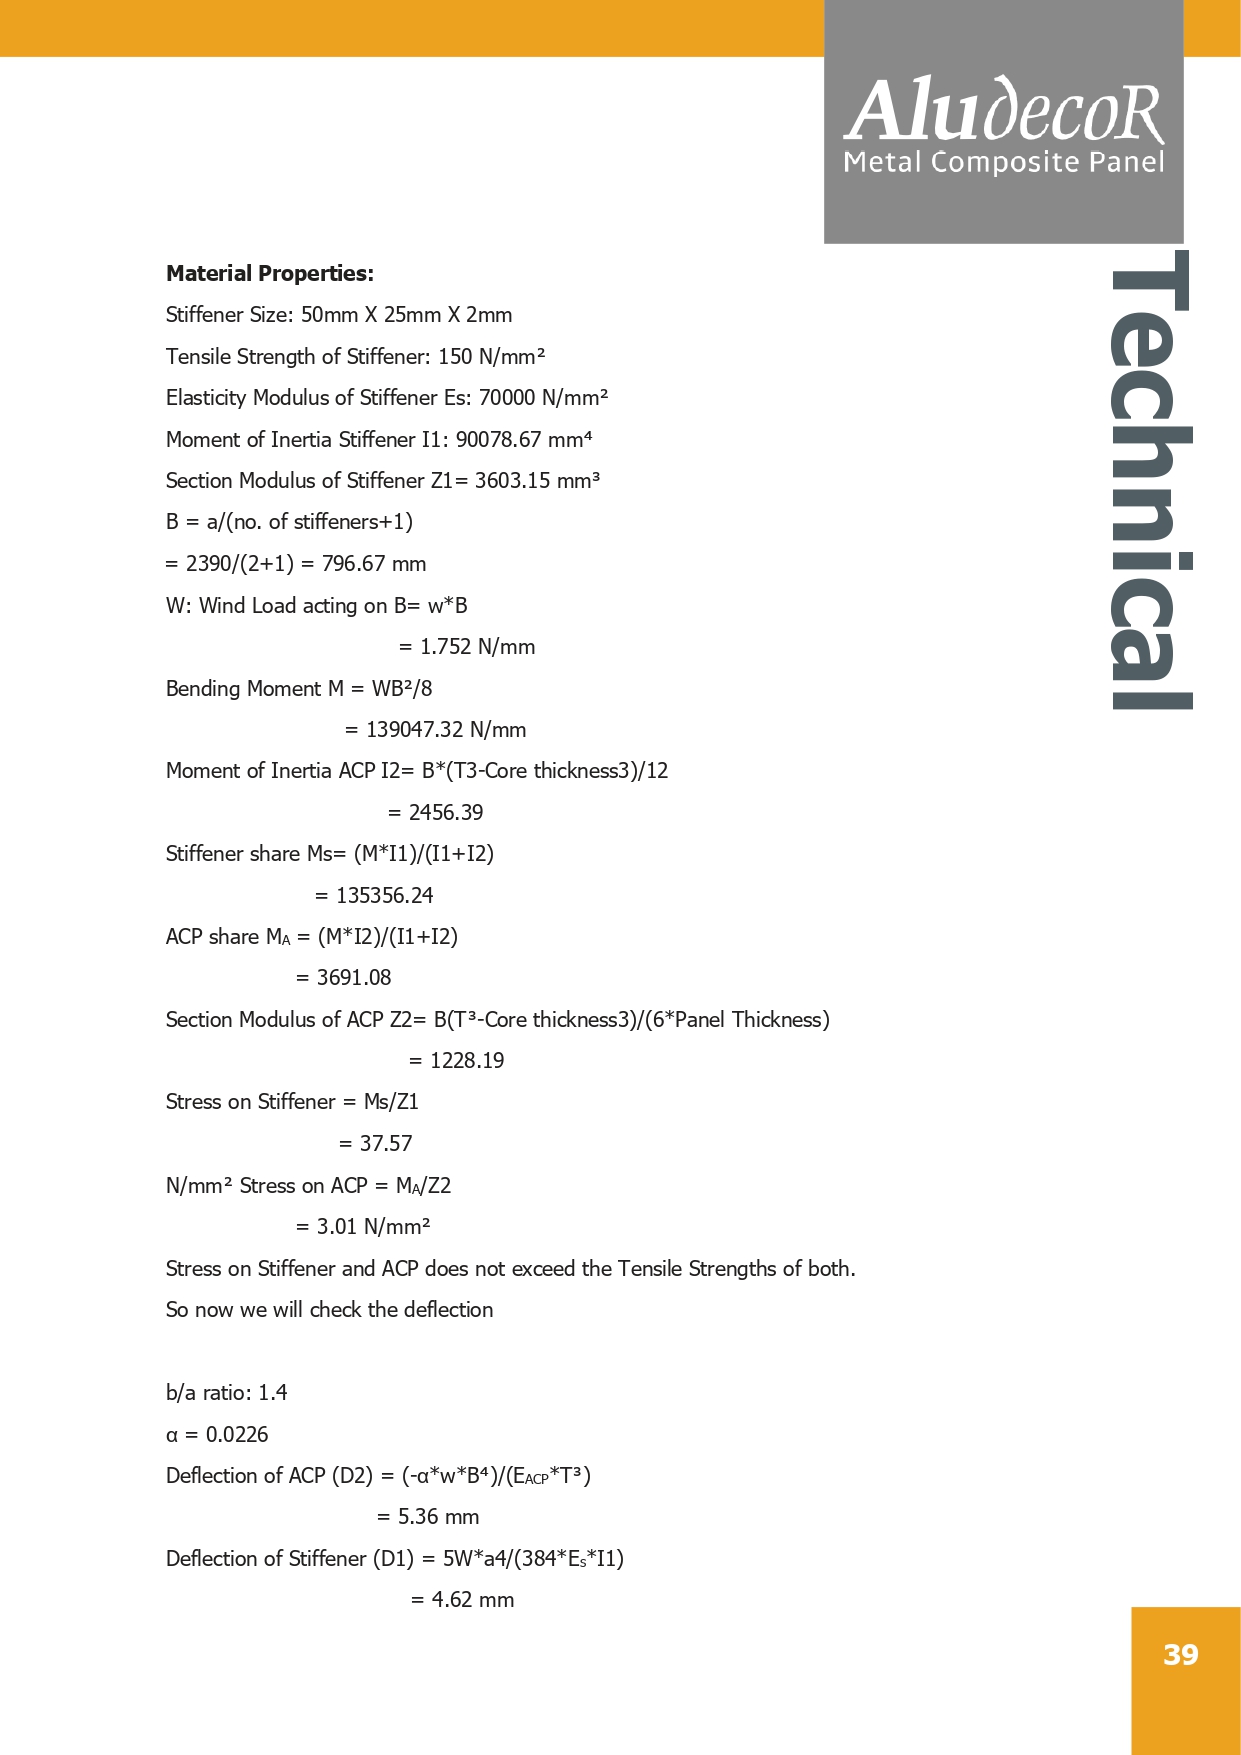 AludecoR
Metal Composite Panel
Technical
Material Properties:
Stiffener Size: 50mm X 25mm X 2mm
Tensile Strength of Stiffener: 150 N/mm²
Elasticity Modulus of Stiffener Es: 70000 N/mm²
Moment of Inertia Stiffener I1: 90078.67 mm⁴
Section Modulus of Stiffener Z1= 3603.15 mm³
B = a/(no. of stiffeners+1)
= 2390/(2+1) = 796.67 mm
W: Wind Load acting on B= w*B
= 1.752 N/mm
Bending Moment M = WB²/8
= 139047.32 N/mm
Moment of Inertia ACP I2= B*(T3-Core thickness3)/12
= 2456.39
Stiffener share Ms= (M*I1)/(I1+I2)
= 135356.24
ACP share MA = (M*I2)/(I1+I2)
= 3691.08
Section Modulus of ACP Z2= B(T³-Core thickness3)/(6*Panel Thickness)
= 1228.19
Stress on Stiffener = Ms/Z1
= 37.57
N/mm² Stress on ACP = MA/Z2
= 3.01 N/mm²
Stress on Stiffener and ACP does not exceed the Tensile Strengths of both.
So now we will check the deflection
b/a ratio: 1.4
α = 0.0226
Deflection of ACP (D2) = (-α*w*B⁴)/(EACP*T³)
= 5.36 mm
Deflection of Stiffener (D1) = 5W*a4/(384*Es*I1)
= 4.62 mm
39